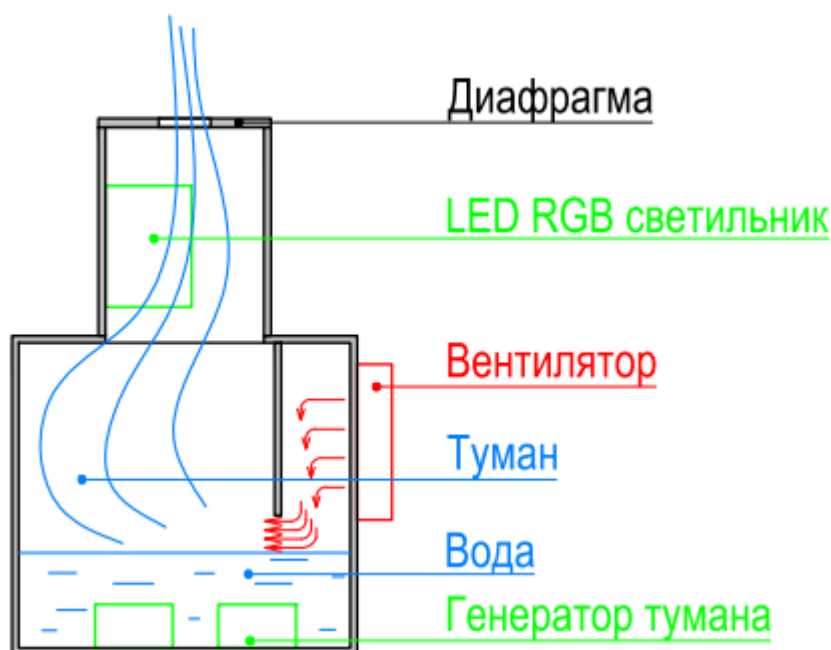 Диафрагма
LED RGB светильник
Вентилятор
Туман
Вода
Генератор тумана